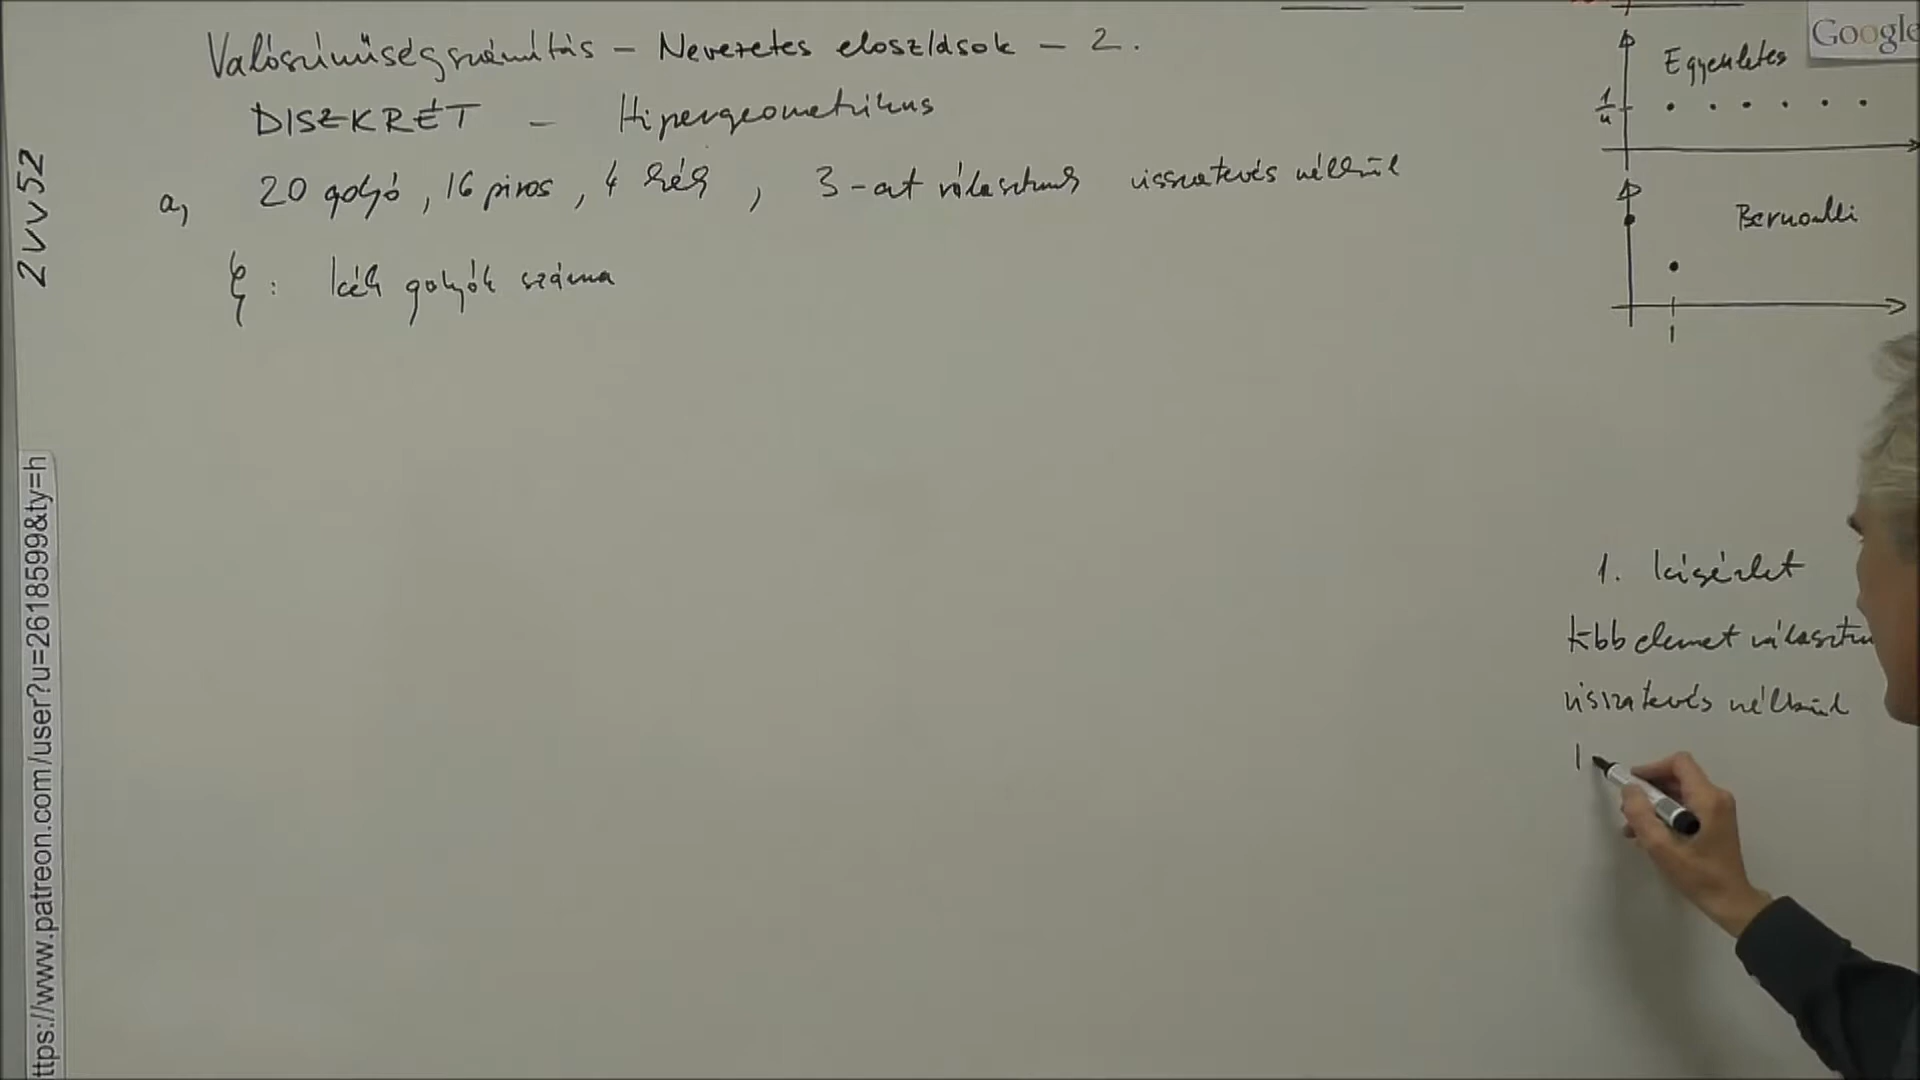 Valószínűségszámítás – Nevezetes eloszlások – 2.
DISZKRÉT – Hipergeometrikus
a, 20 golyó, 16 piros, 4 kék, 3-at választunk visszatevés nélkül
ξ: kék golyók száma
2VV52
ttps://www.patreon.com/user?u=2618599&ty=h
Google
Egyenletes
1/n
Bernoulli
1
1. kísérlet
több elemet választun
visszatevés nélkül